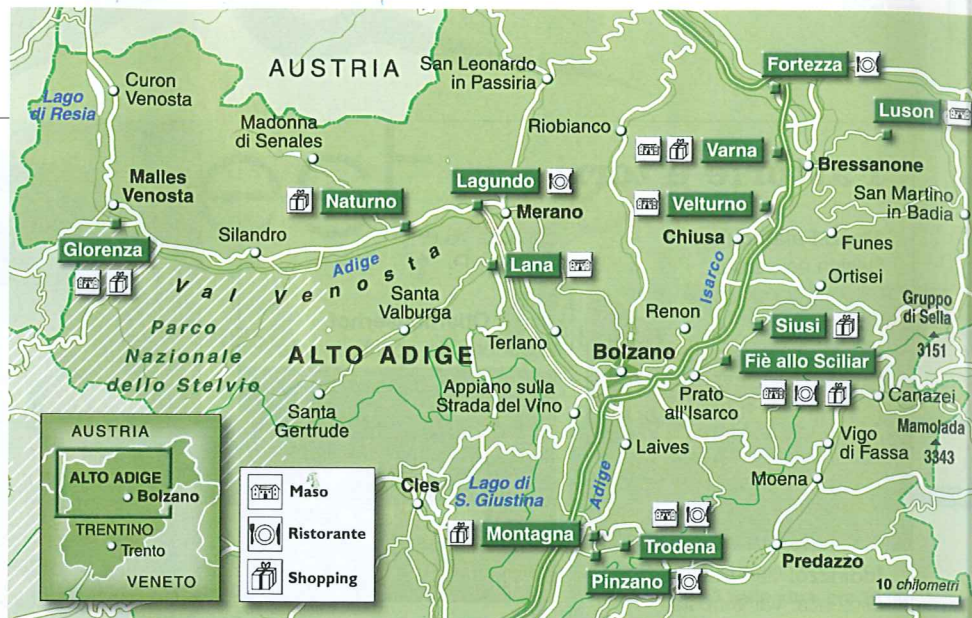 AUSTRIA
San Leonardo
in Passiria
Fortezza
Curon
Venosta
Lago
di Resia
Luson
Madonna
di Senales
Riobianco
Varna
Bressanone
Malles
Venosta
Lagundo
Naturno
Merano
Velturno
San Martino
in Badia
Chiusa
Funes
Glorenza
Silandro
Adige
Lana
Isarco
Ortisei
Val Venosta
Santa
Valburga
Renon
Gruppo
di Sella
3151
Siusi
Parco
Nazionale
dello Stelvio
Terlano
ALTO ADIGE
Bolzano
Fiè allo Sciliar
Appiano sulla
Strada del Vino
Prato
all'Isarco
Canazei
Santa
Gertrude
Mamolada
3343
Laives
Vigo
di Fassa
Moena
AUSTRIA
ALTO ADIGE
Bolzano
TRENTINO
Trento
VENETO
Maso
Ristorante
Shopping
Cles
Lago di
S. Giustina
Adige
Montagna
Trodena
Predazzo
Pinzano
10 chilometri